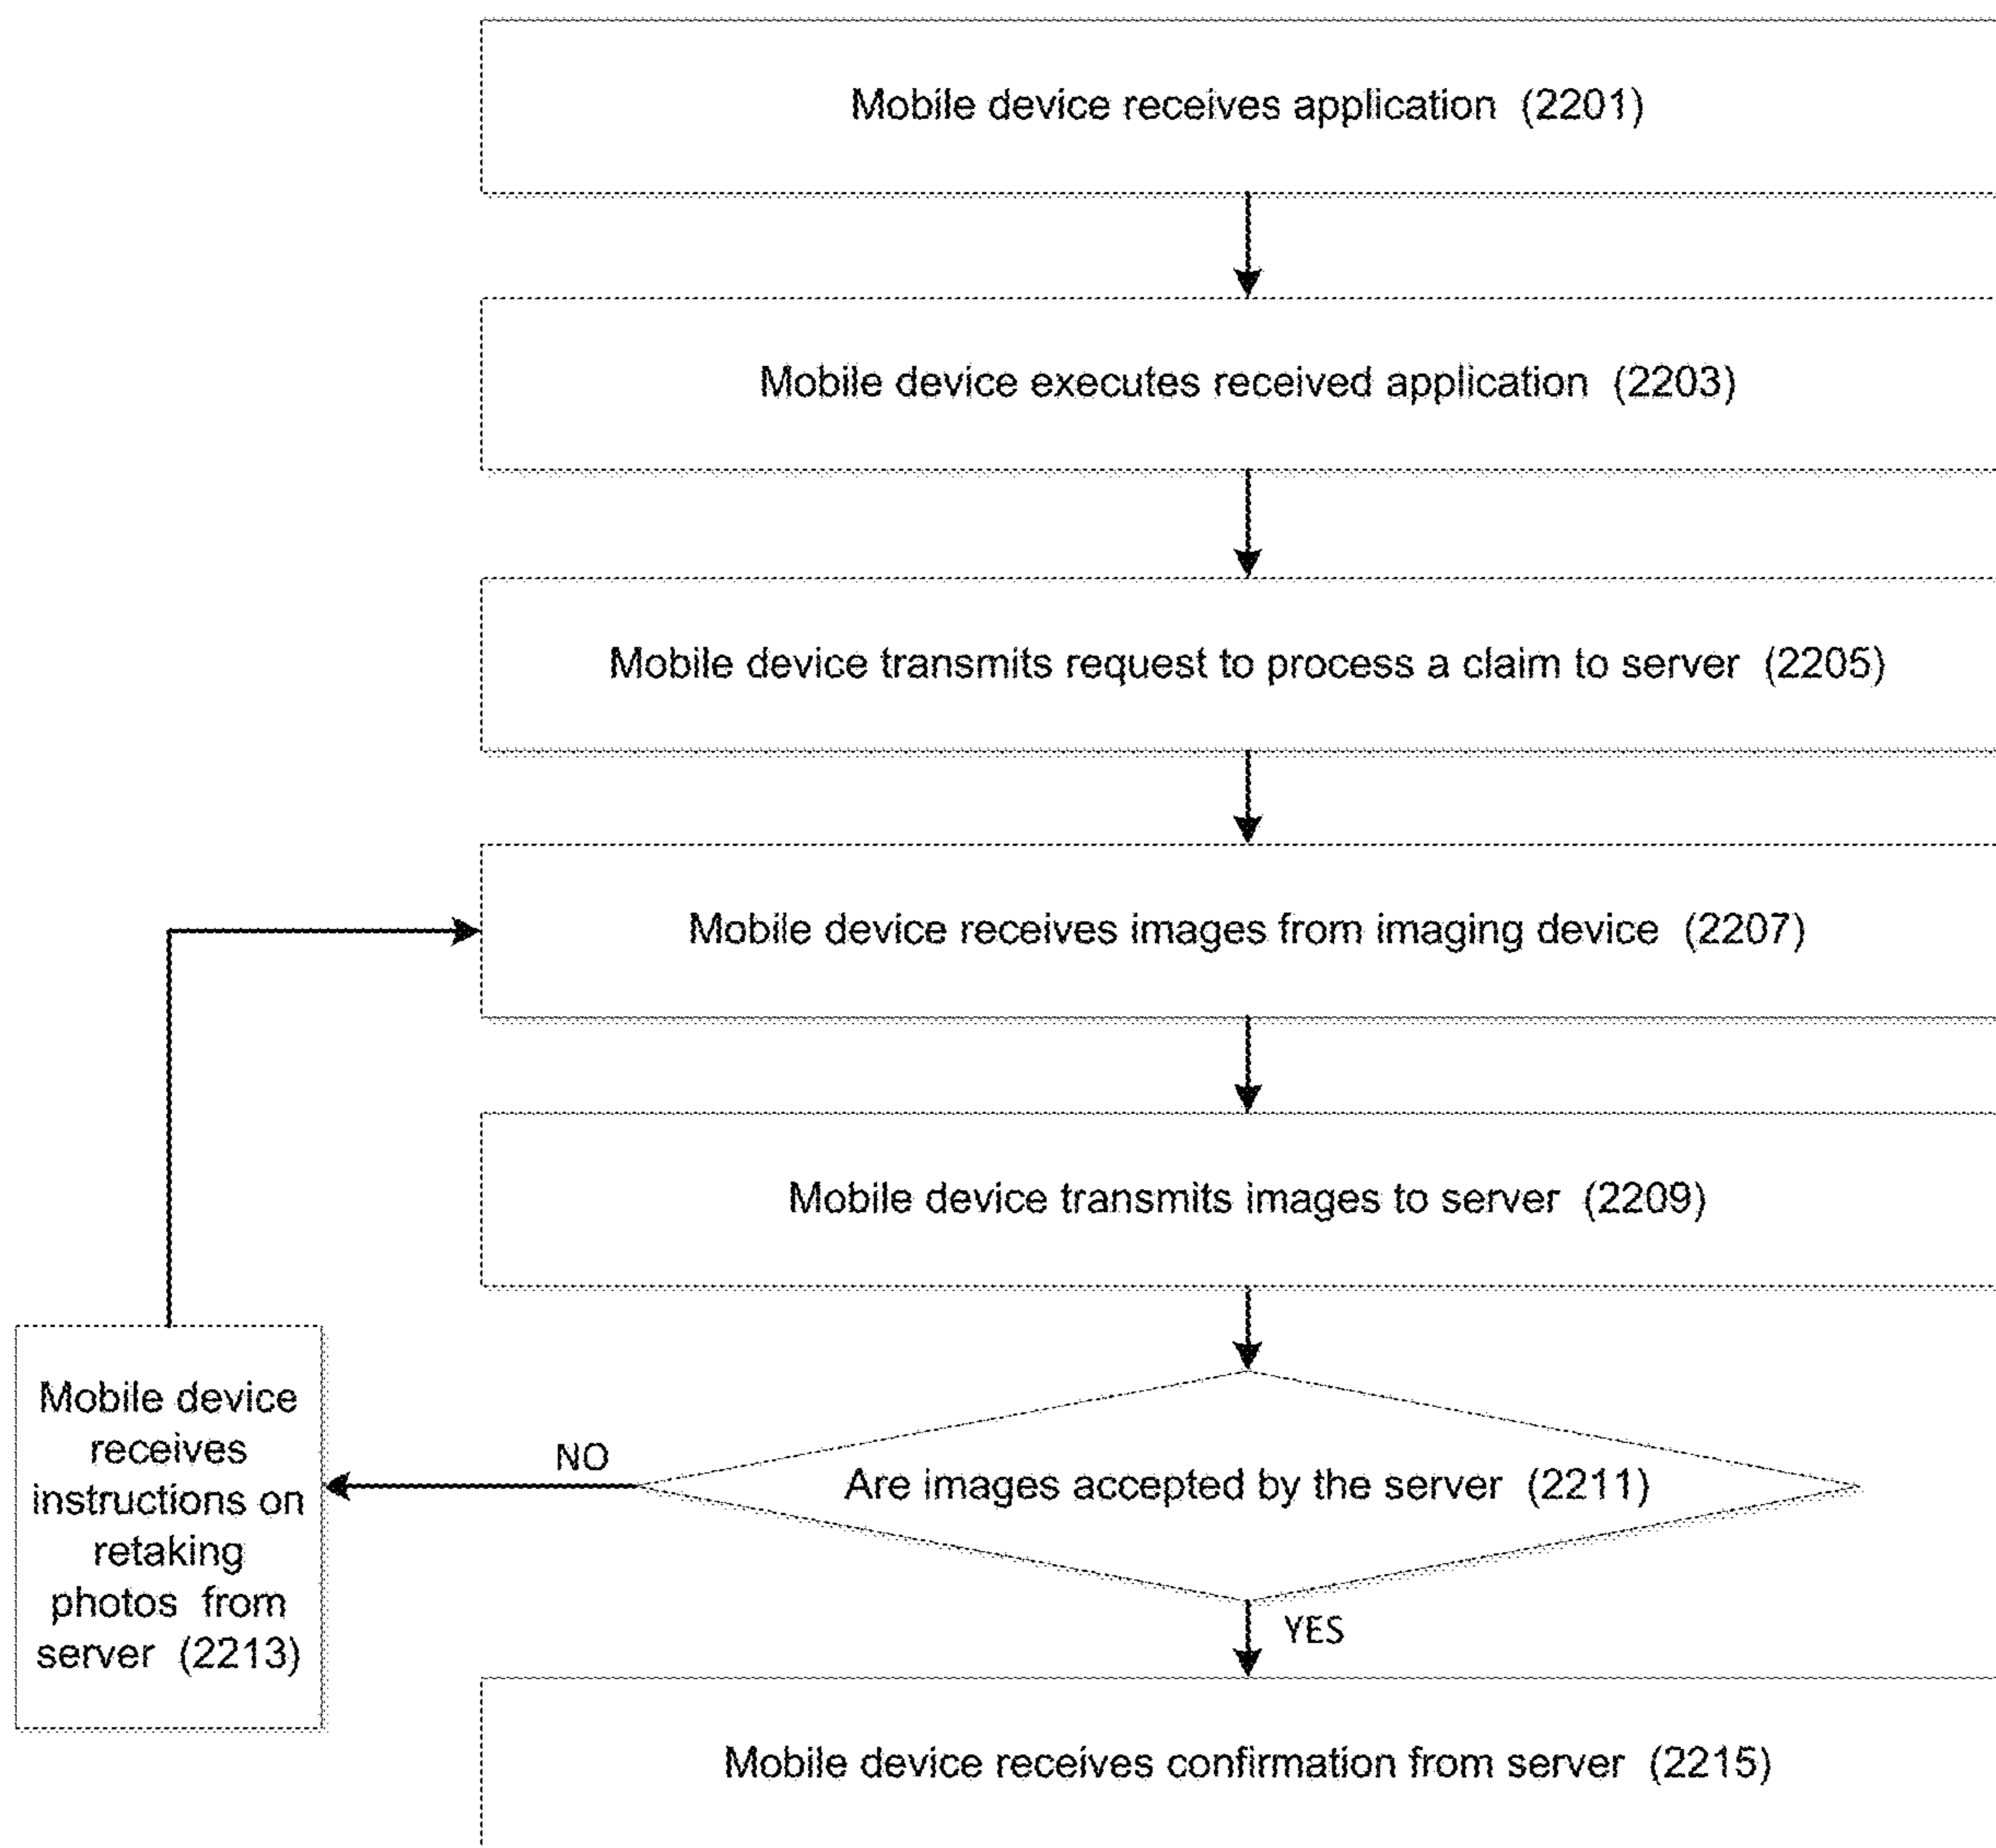 Mobile device receives application (2201)
Mobile device executes received application (2203)
Mobile device transmits request to process a claim to server (2205)
Mobile device receives images from imaging device (2207)
Mobile device transmits images to server (2209)
Are images accepted by the server (2211)
NO
Mobile device
receives
instructions on
retaking
photos from
server (2213)
YES
Mobile device receives confirmation from server (2215)